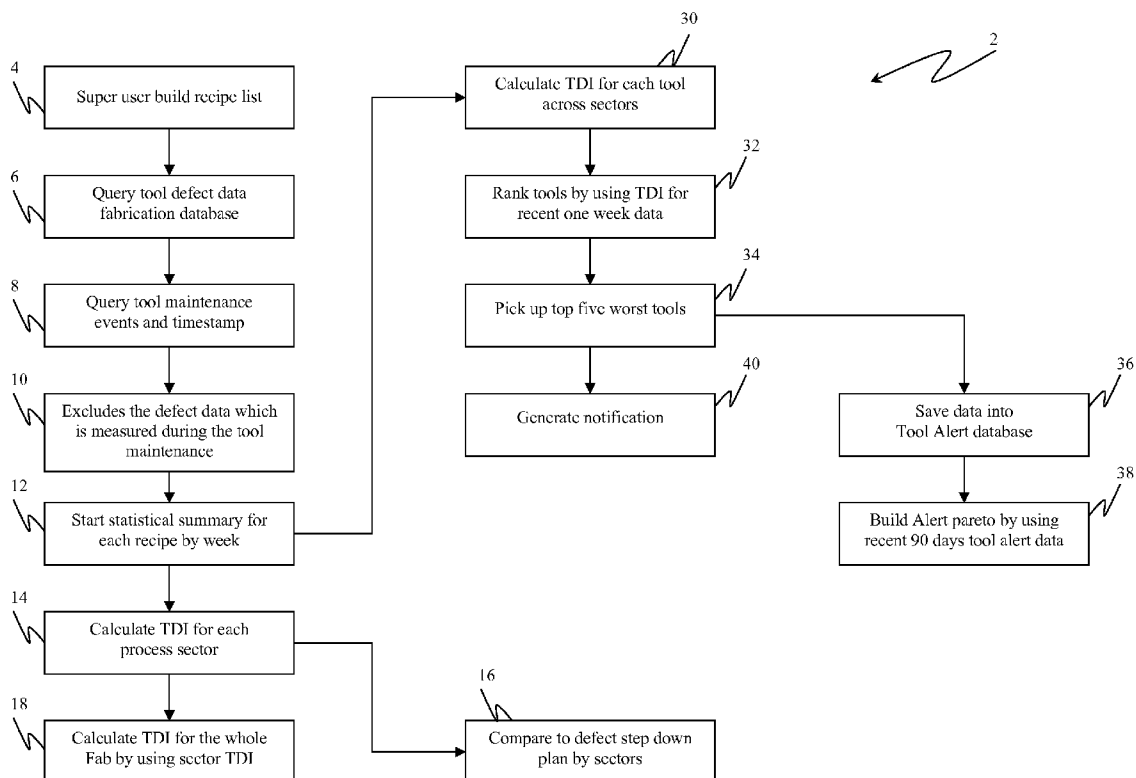 4
Super user build recipe list
6
Query tool defect data
fabrication database
8
Query tool maintenance
events and timestamp
10
Excludes the defect data which
is measured during the tool
maintenance
12
Start statistical summary for
each recipe by week
14
Calculate TDI for each
process sector
18
Calculate TDI for the whole
Fab by using sector TDI
30
Calculate TDI for each tool
across sectors
32
Rank tools by using TDI for
recent one week data
34
Pick up top five worst tools
40
Generate notification
16
Compare to defect step down
plan by sectors
2
36
Save data into
Tool Alert database
38
Build Alert pareto by using
recent 90 days tool alert data